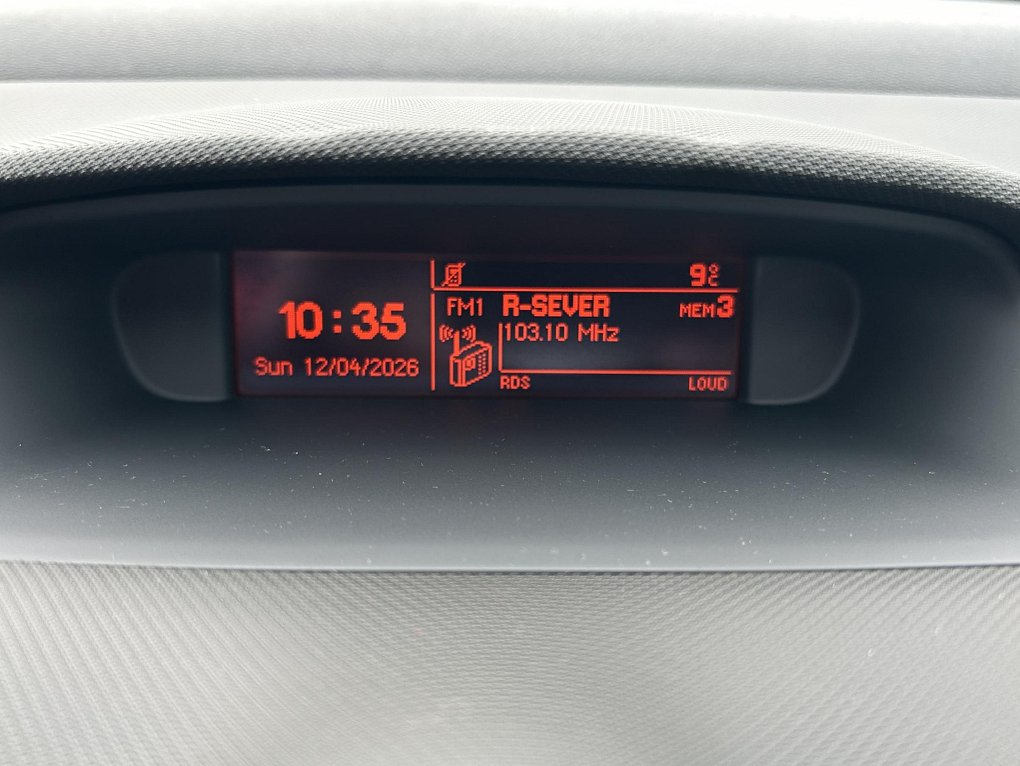 10:35
Sun 12/04/2026
9°C
FM1 R-SEVER MEM3
103.10 MHz
RDS LOUD